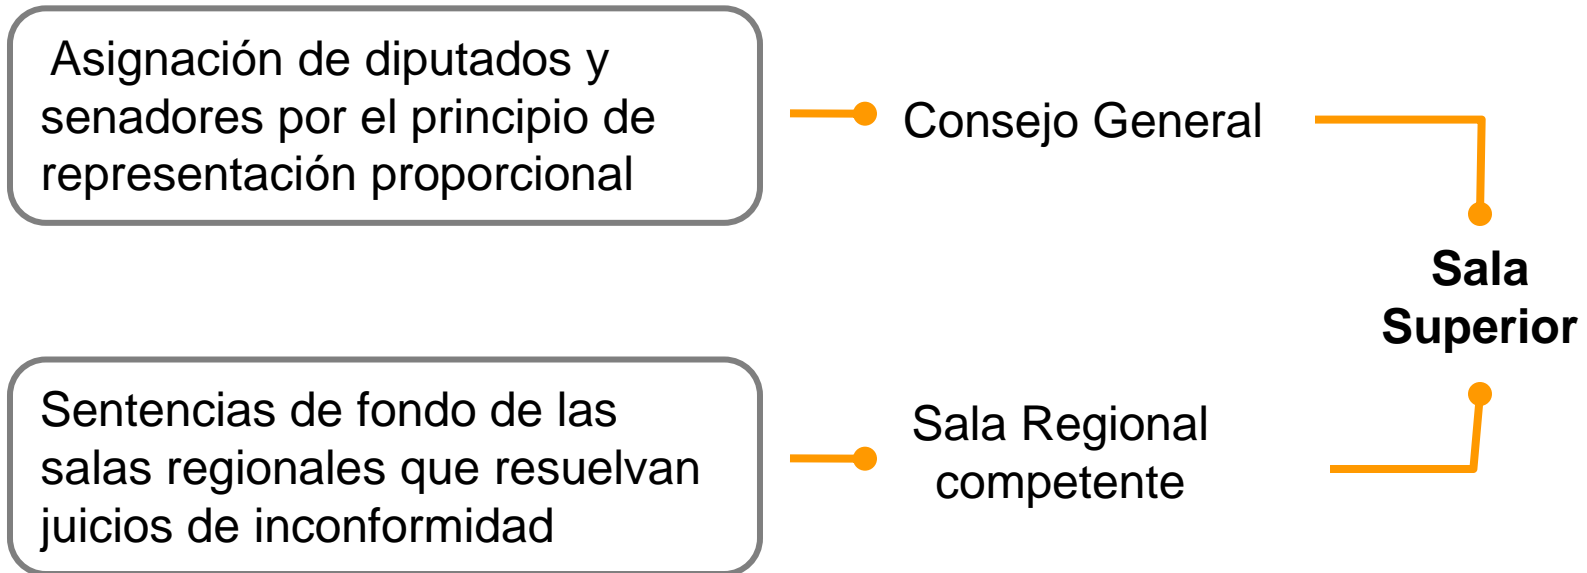 Asignación de diputados y
senadores por el principio de
representación proporcional
Consejo General
Sala
Superior
Sentencias de fondo de las
salas regionales que resuelvan
juicios de inconformidad
Sala Regional
competente